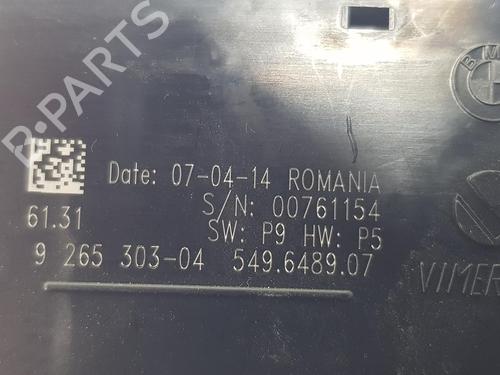 B-PARTS
BM
Date: 07-04-14 ROMANIA
S/N: 00761154
61.31
SW: P9 HW: P5
9 265 303-04 549.6489.07
VIMER